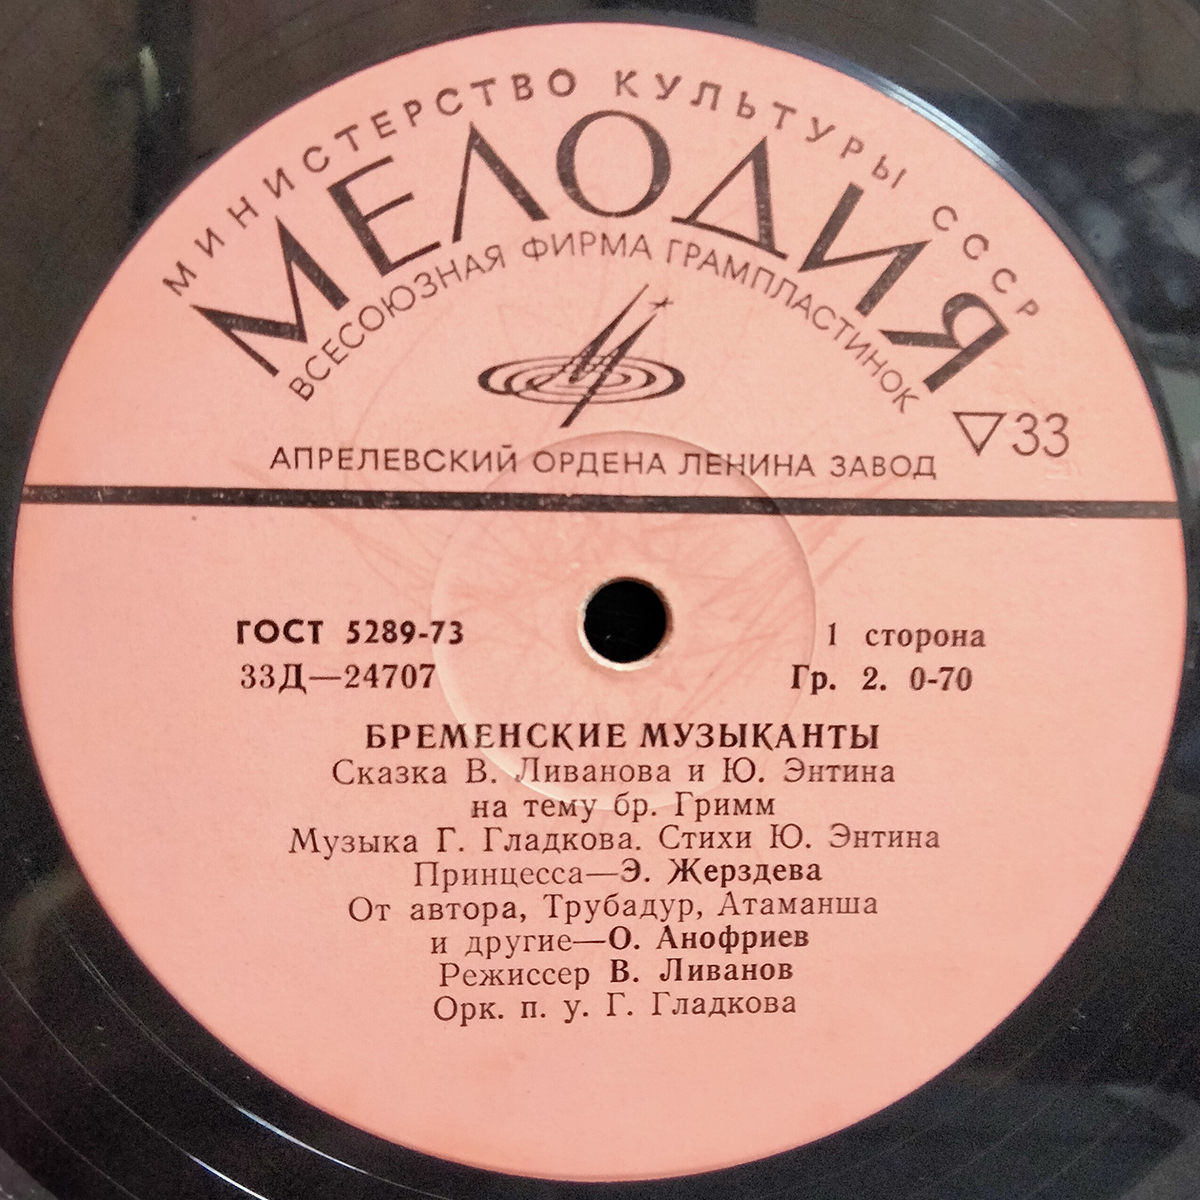 МИНИСТЕРСТВО КУЛЬТУРЫ СССР
МЕЛОДИЯ
ВСЕСОЮЗНАЯ ФИРМА ГРАМПЛАСТИНОК
33
АПРЕЛЕВСКИЙ ОРДЕНА ЛЕНИНА ЗАВОД
ГОСТ 5289-73
1 сторона
33Д—24707
Гр. 2. 0-70
БРЕМЕНСКИЕ МУЗЫКАНТЫ
Сказка В. Ливанова и Ю. Энтина
на тему бр. Гримм
Музыка Г. Гладкова. Стихи Ю. Энтина
Принцесса—Э. Жерздева
От автора, Трубадур, Атаманша
и другие—О. Анофриев
Режиссер В. Ливанов
Орк. п. у. Г. Гладкова